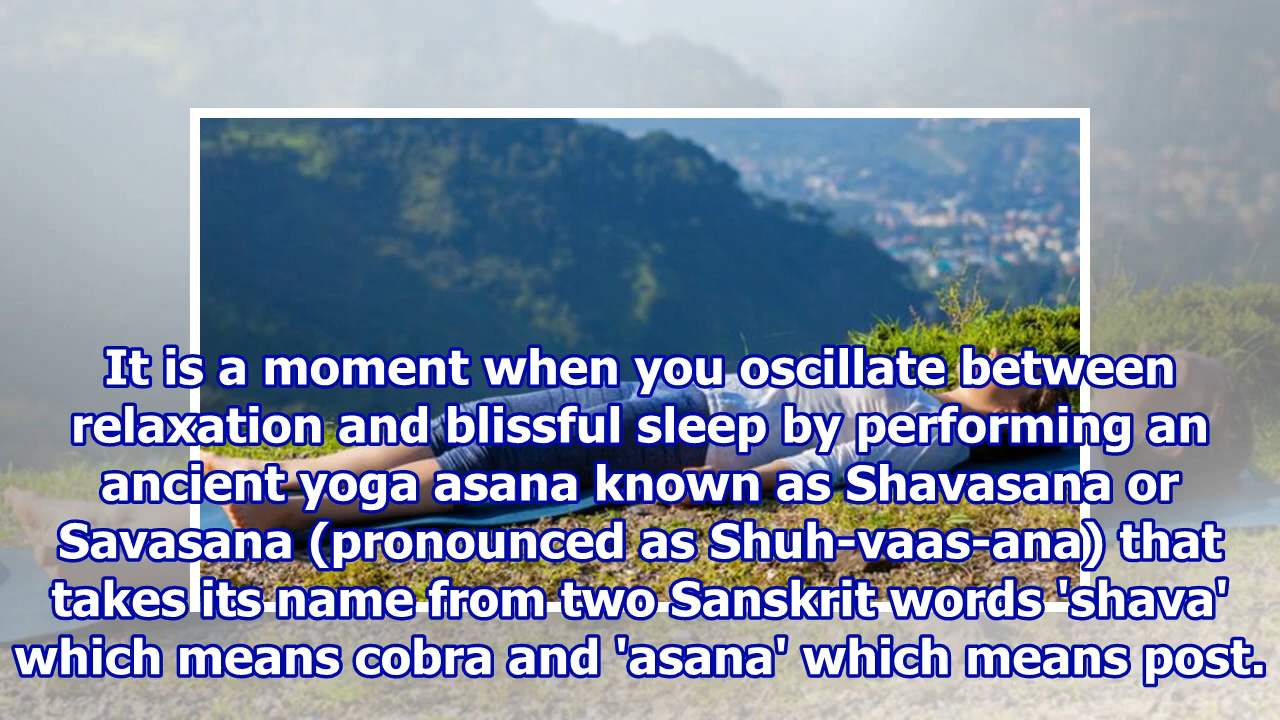 It is a moment when you oscillate between
relaxation and blissful sleep by performing an
ancient yoga asana known as Shavasana or
Savasana (pronounced as Shuh-vaas-ana) that
takes its name from two Sanskrit words 'shava'
which means cobra and 'asana' which means post.